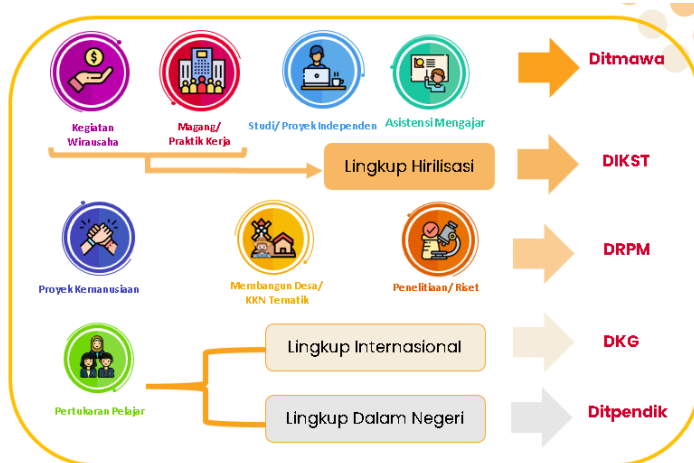 Kegiatan
Wirausaha
Magang/
Praktik Kerja
Studi/ Proyek Independen
Asistensi Mengajar
Ditmawa
Lingkup Hirilisasi
DIKST
Proyek Kemanusiaan
Membangun Desa/
KKN Tematik
Penelitiaan/ Riset
DRPM
Pertukaran Pelajar
Lingkup Internasional
DKG
Lingkup Dalam Negeri
Ditpendik